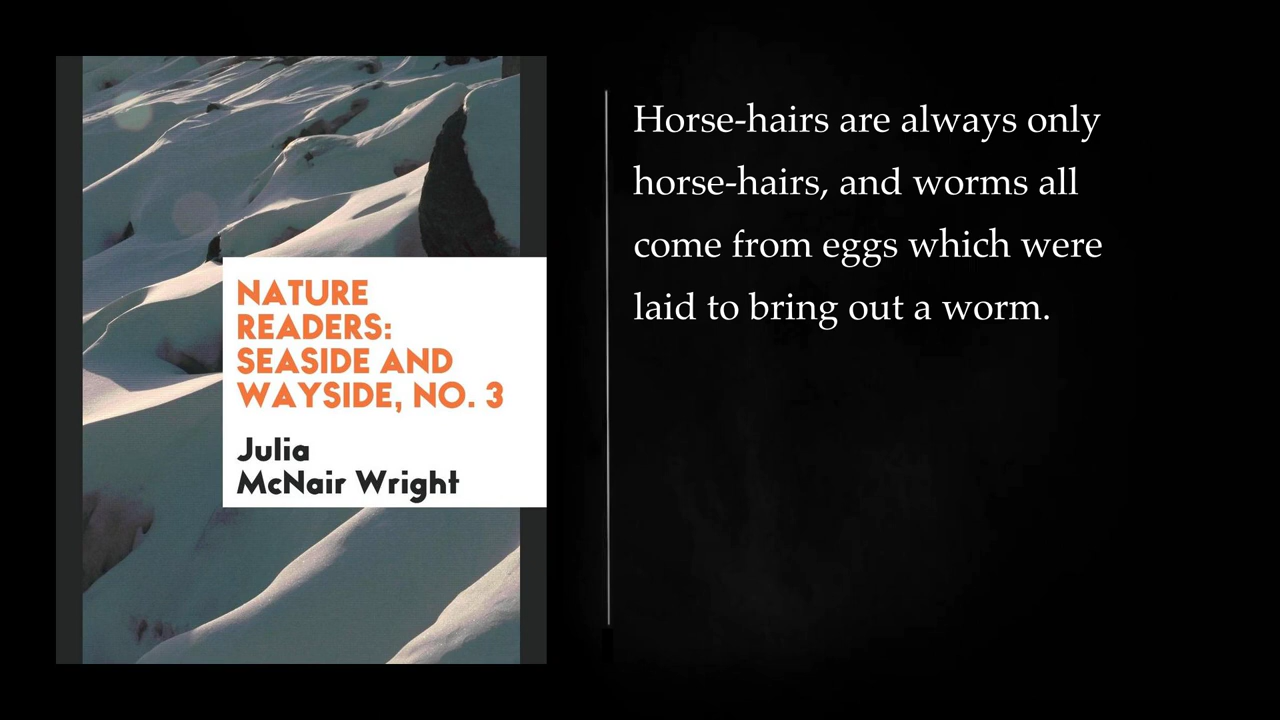 NATURE
READERS:
SEASIDE AND
WAYSIDE, NO. 3
Julia
McNair Wright
Horse-hairs are always only
horse-hairs, and worms all
come from eggs which were
laid to bring out a worm.